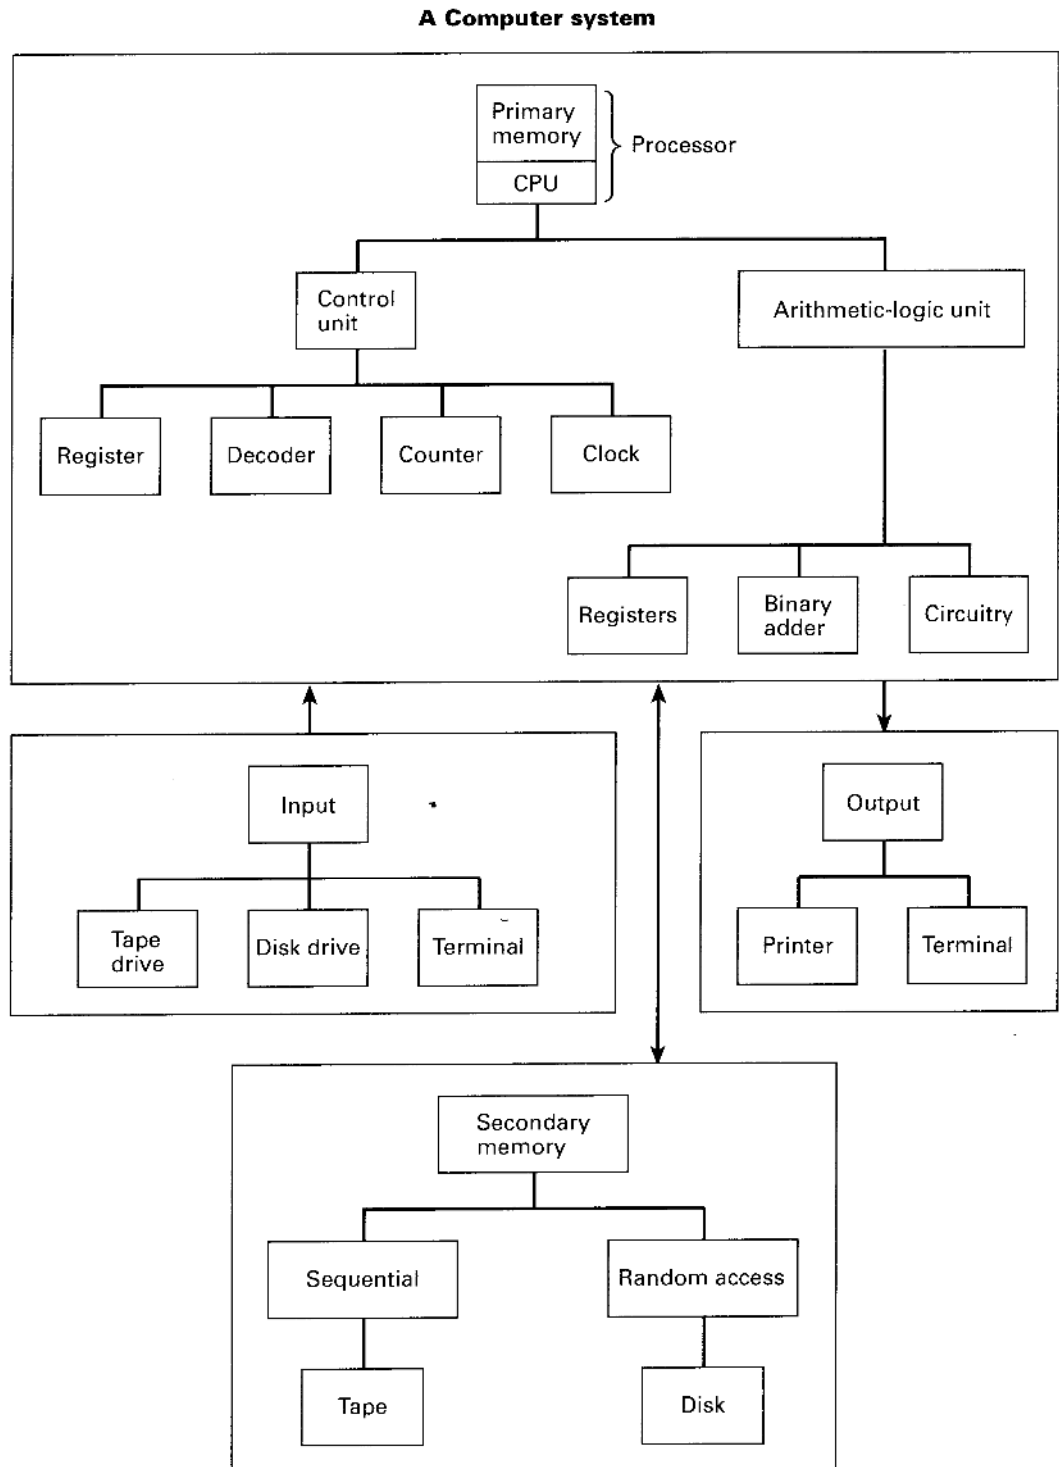 A Computer system
Primary
memory
CPU
Processor
Control
unit
Arithmetic-logic unit
Register
Decoder
Counter
Clock
Registers
Binary
adder
Circuitry
Input
Tape
drive
Disk drive
Terminal
Output
Printer
Terminal
Secondary
memory
Sequential
Random access
Tape
Disk